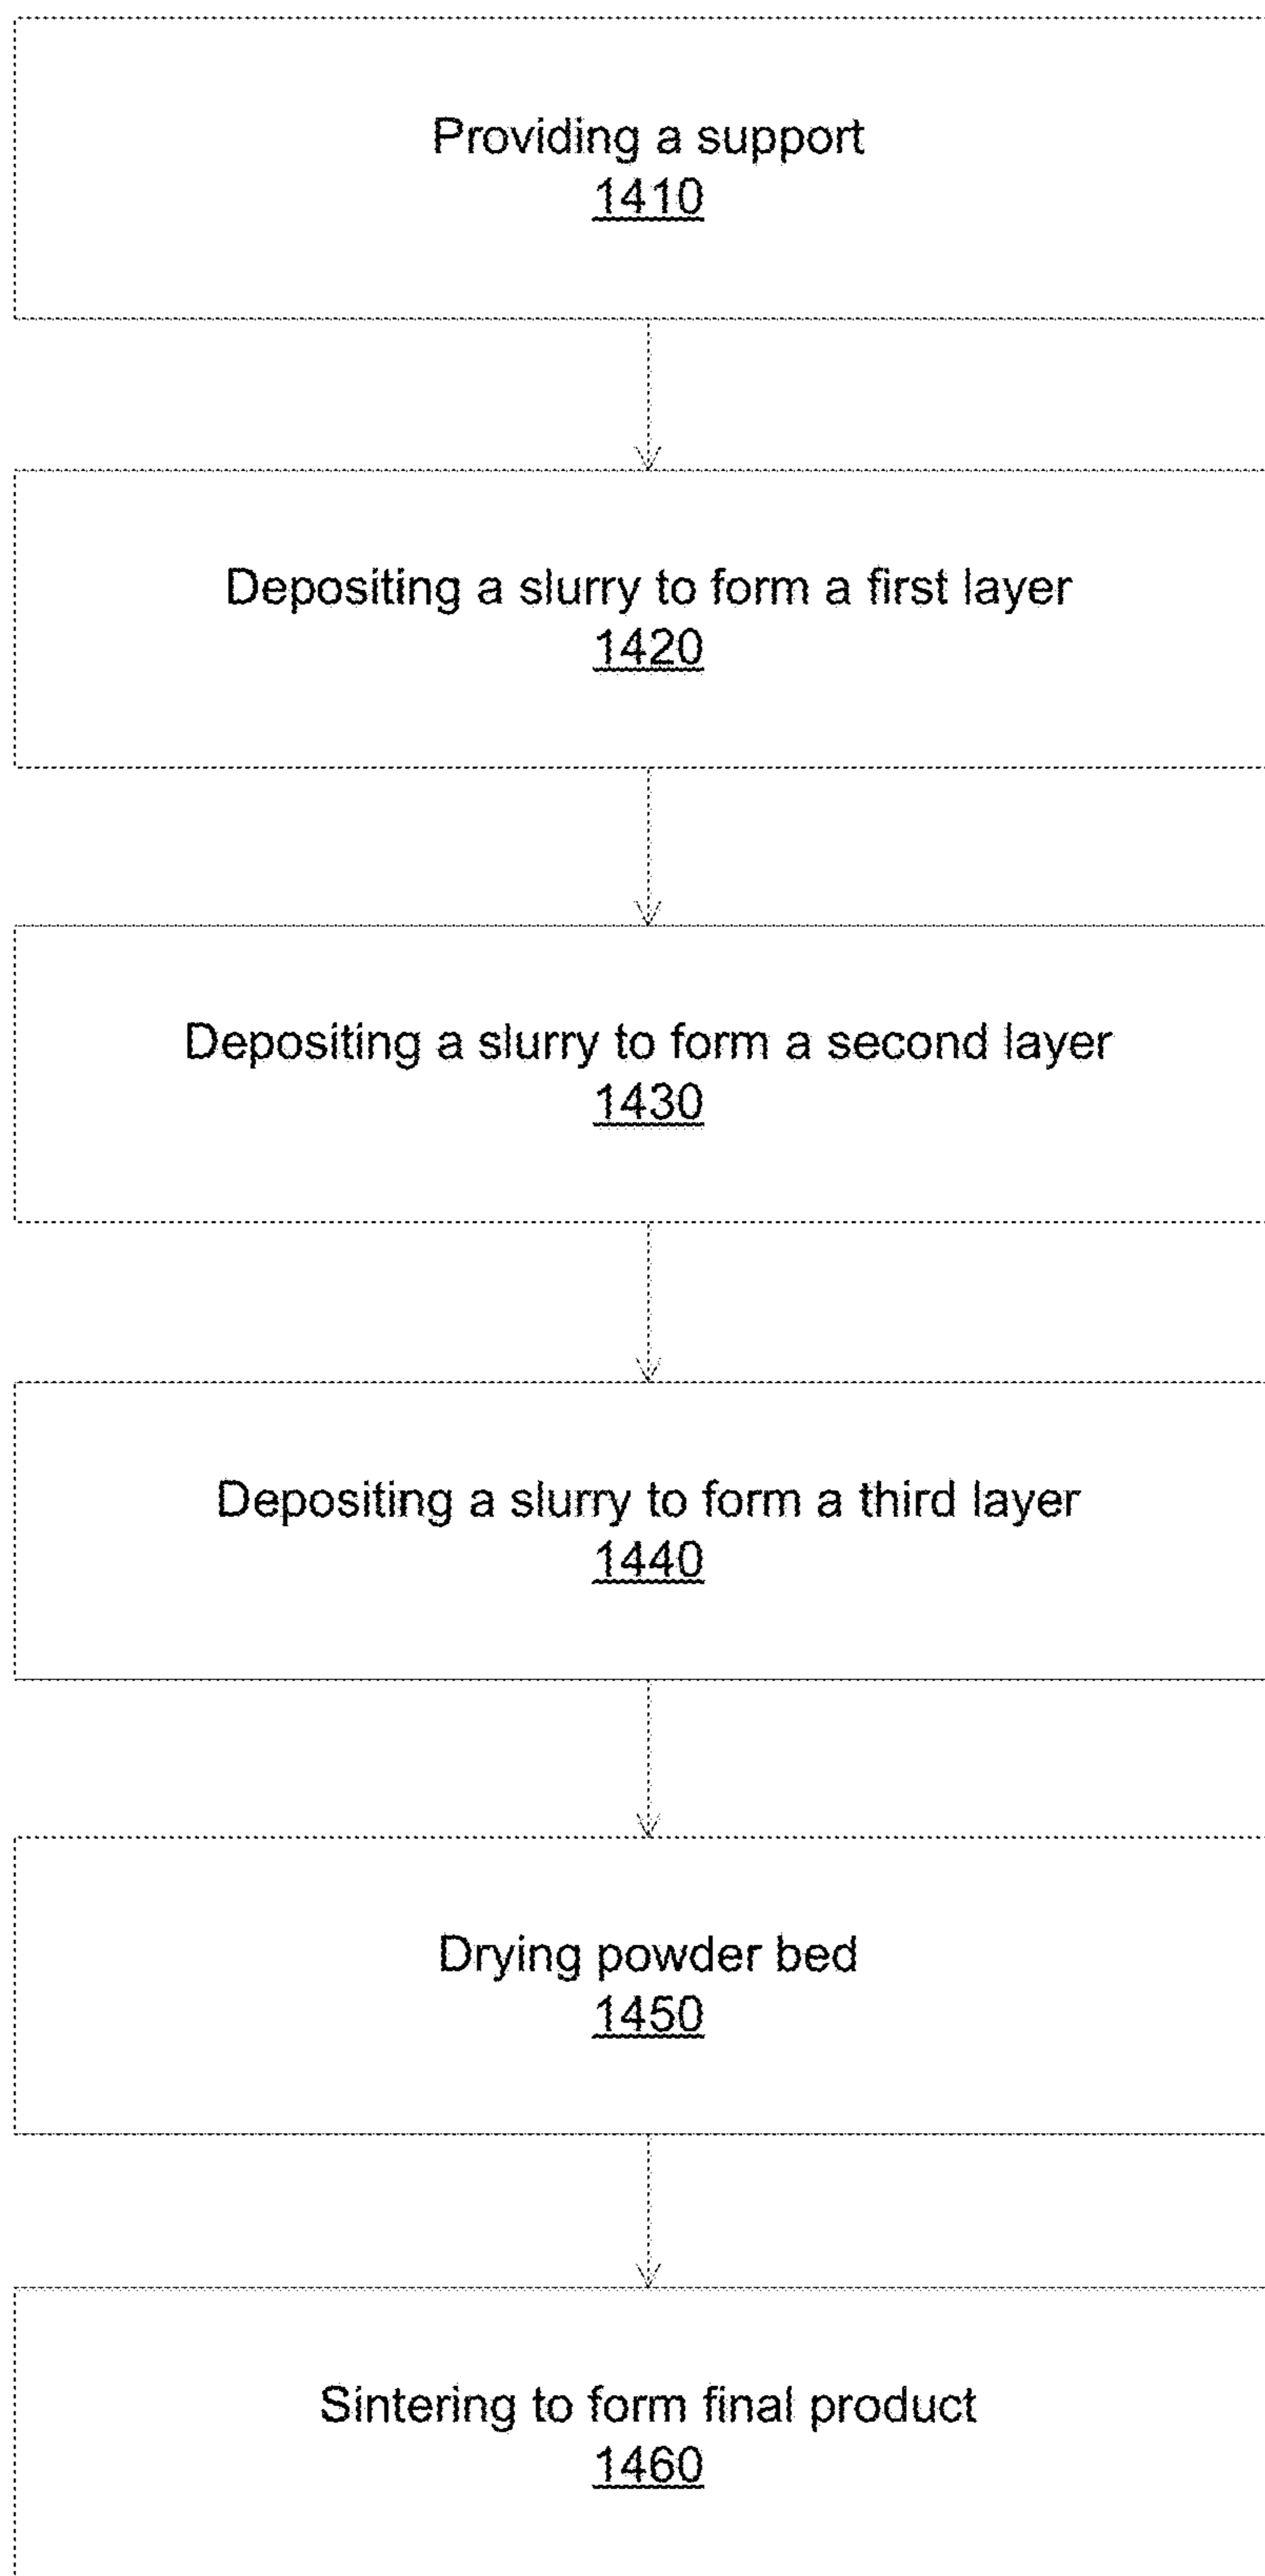 Providing a support
1410
Depositing a slurry to form a first layer
1420
Depositing a slurry to form a second layer
1430
Depositing a slurry to form a third layer
1440
Drying powder bed
1450
Sintering to form final product
1460